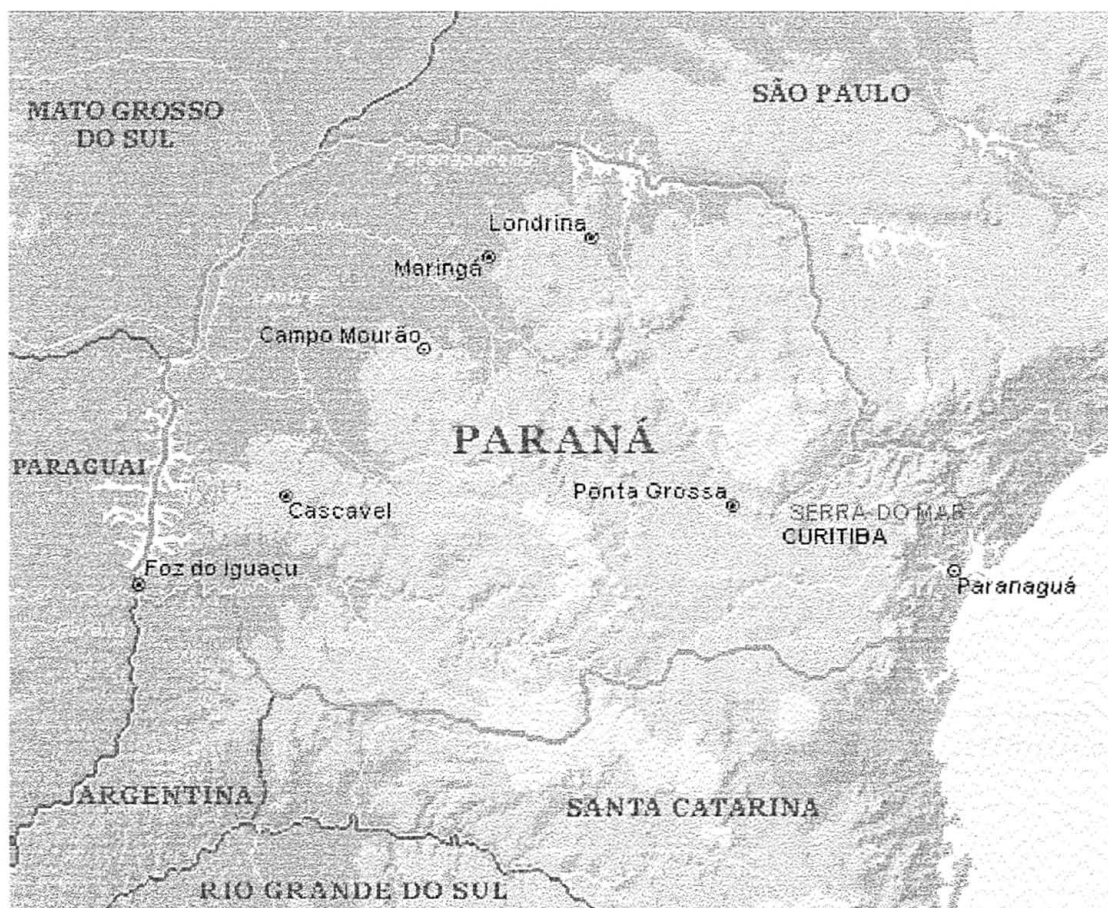 MATO GROSSO
DO SUL
SÃO PAULO
Paranapanema
Londrina
Maringá
Campo Mourão
PARANÁ
PARAGUAI
Cascavel
Ponta Grossa
SERRA DO MAR
CURITIBA
Foz do Iguaçu
Paranaguá
ARGENTINA
SANTA CATARINA
RIO GRANDE DO SUL